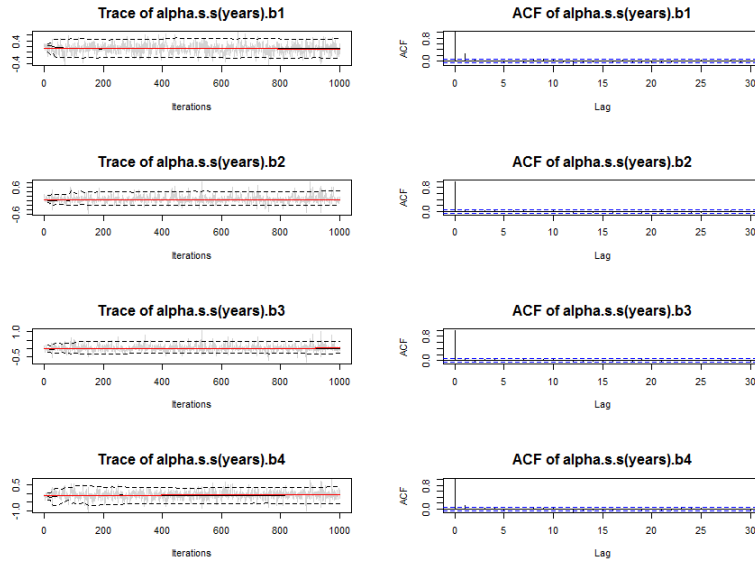 Trace of alpha.s.s(years).b1
0.4
-0.4
0 200 400 600 800 1000
Iterations
ACF of alpha.s.s(years).b1
ACF
0.8
0.0
0 5 10 15 20 25 30
Lag
Trace of alpha.s.s(years).b2
0.6
-0.6
0 200 400 600 800 1000
Iterations
ACF of alpha.s.s(years).b2
ACF
0.8
0.0
0 5 10 15 20 25 30
Lag
Trace of alpha.s.s(years).b3
1.0
-0.5
0 200 400 600 800 1000
Iterations
ACF of alpha.s.s(years).b3
ACF
0.8
0.0
0 5 10 15 20 25 30
Lag
Trace of alpha.s.s(years).b4
0.5
-1.0
0 200 400 600 800 1000
Iterations
ACF of alpha.s.s(years).b4
ACF
0.8
0.0
0 5 10 15 20 25 30
Lag